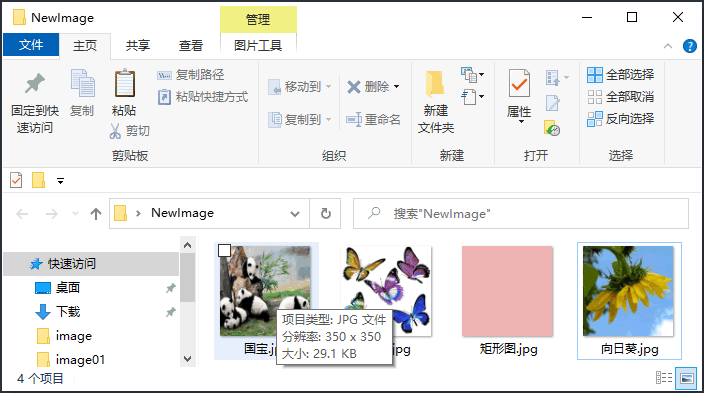 NewImage
管理
文件
主页
共享
查看
图片工具
固定到快速访问
复制
粘贴
复制路径
粘贴快捷方式
剪切
剪贴板
移动到
复制到
删除
重命名
组织
新建
文件夹
新建
属性
打开
全部选择
全部取消
反向选择
选择
NewImage
搜索"NewImage"
快速访问
桌面
下载
image
image01
国宝.jp
.jpg
矩形图.jpg
向日葵.jpg
项目类型: JPG 文件
分辨率: 350 x 350
大小: 29.1 KB
4 个项目